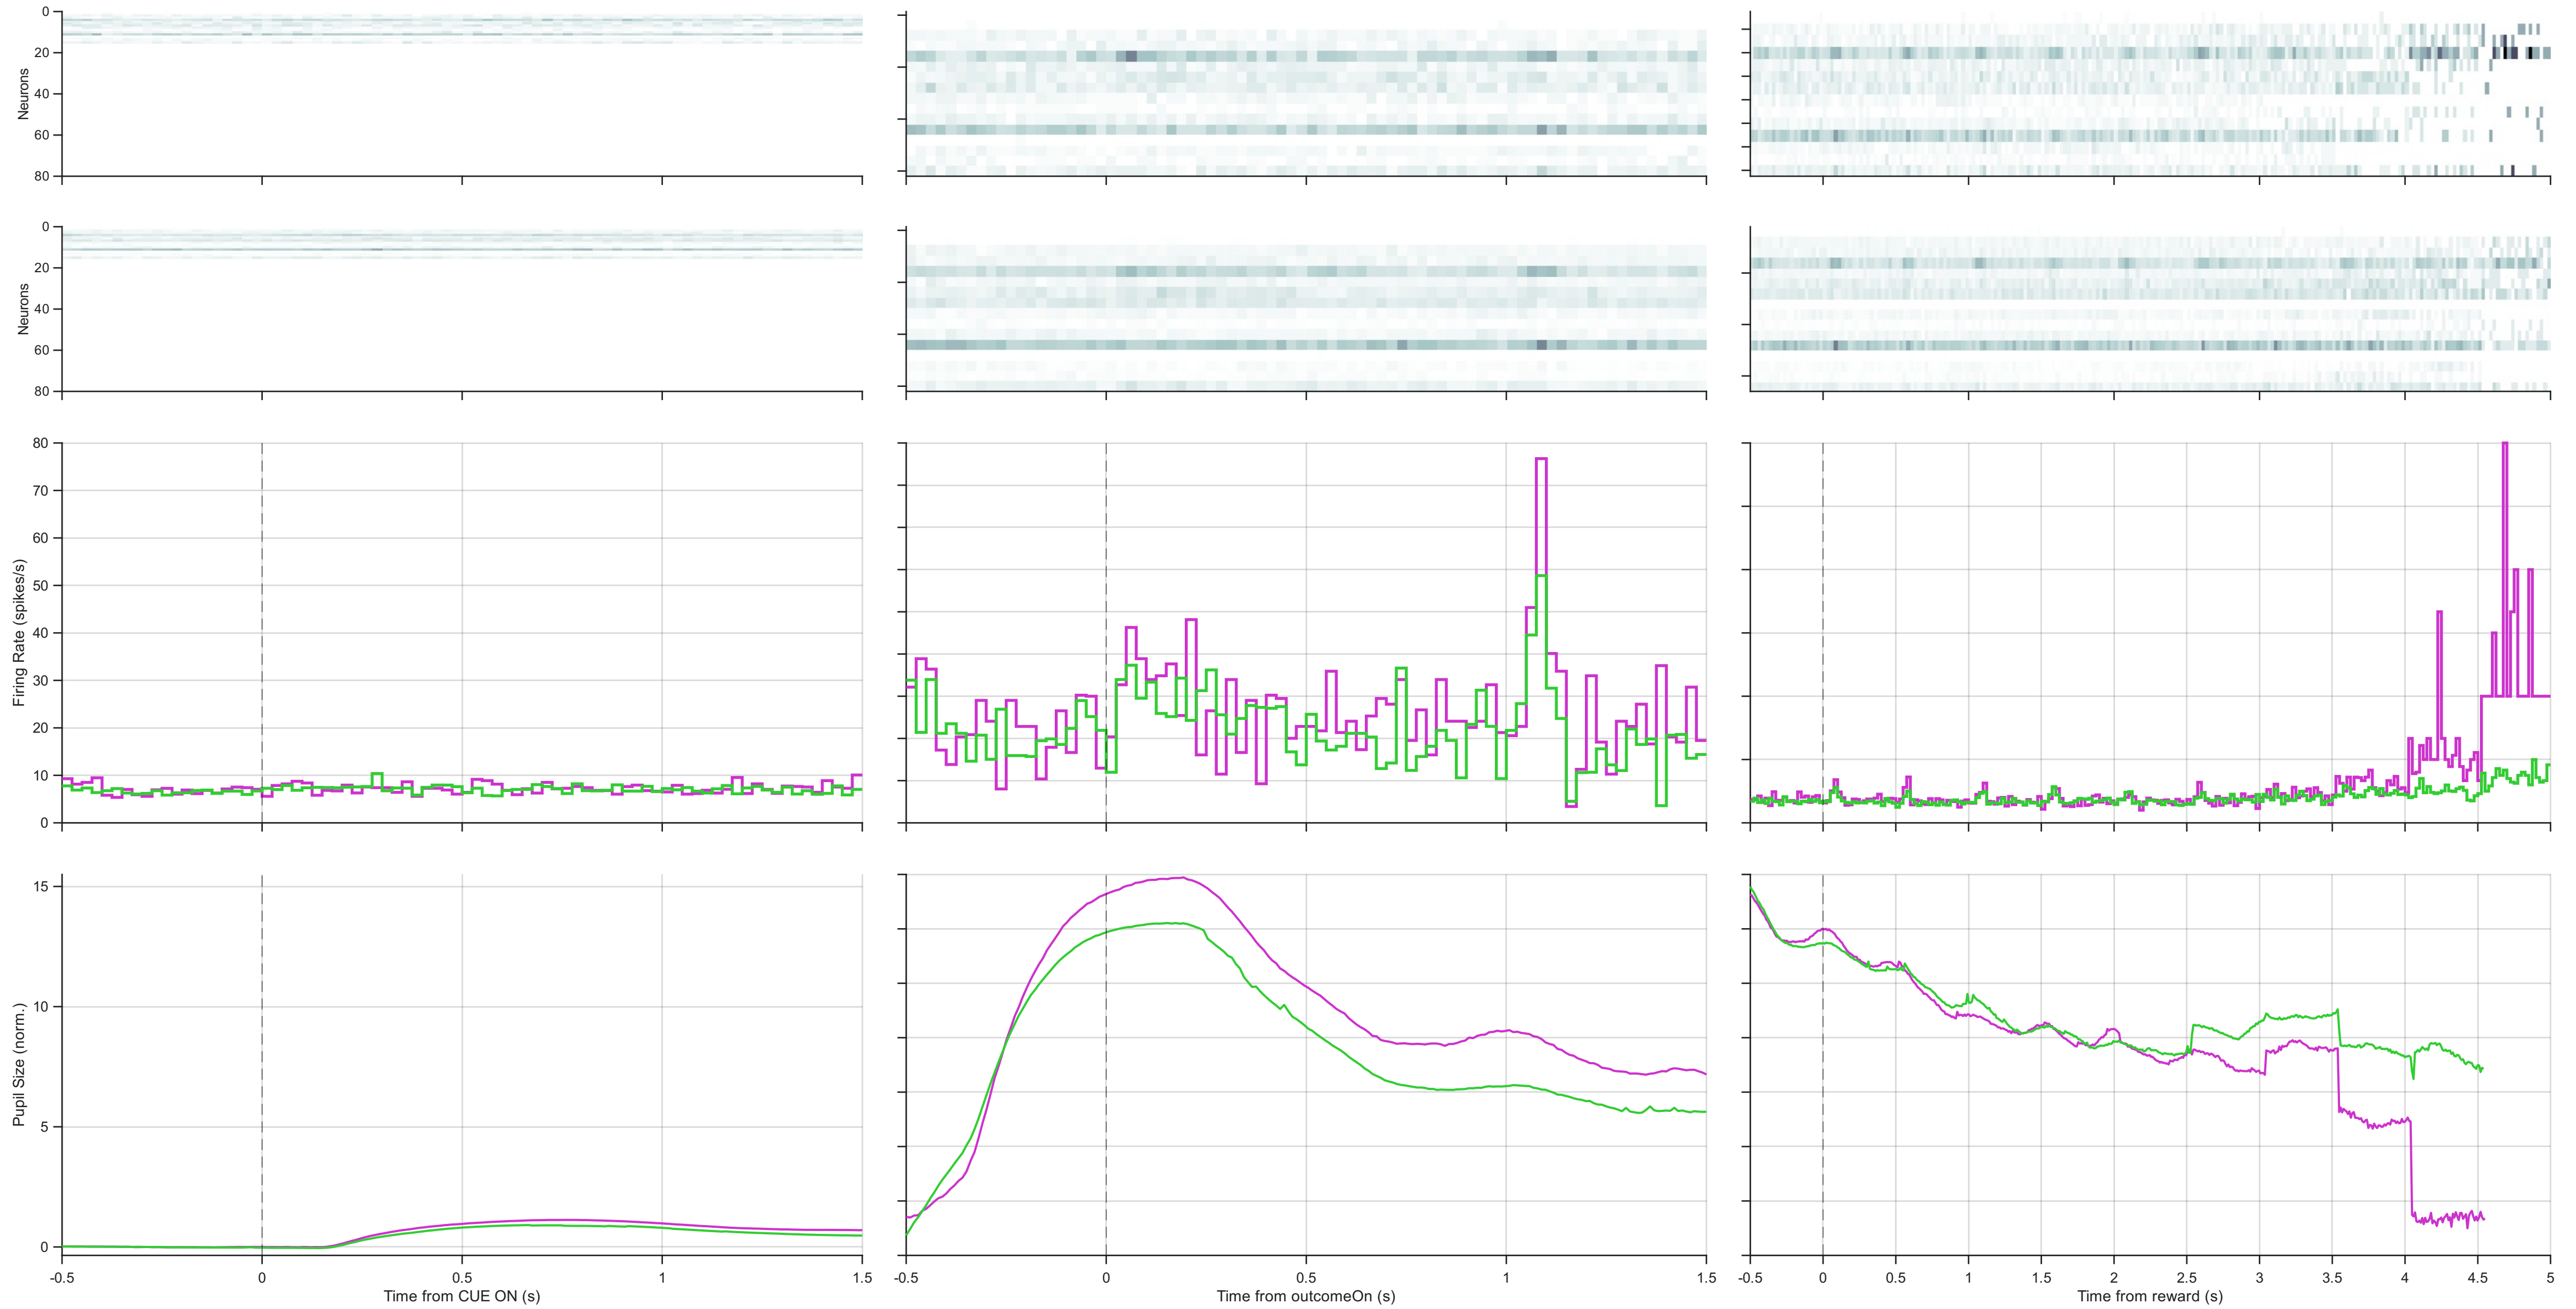 0
20
40
60
80
Neurons
0
20
40
60
80
Neurons
80
70
60
50
40
30
20
10
0
Firing Rate (spikes/s)
15
10
5
0
Pupil Size (norm.)
-0.5 0 0.5 1 1.5
Time from CUE ON (s)
-0.5 0 0.5 1 1.5
Time from outcomeOn (s)
-0.5 0 0.5 1 1.5 2 2.5 3 3.5 4 4.5 5
Time from reward (s)